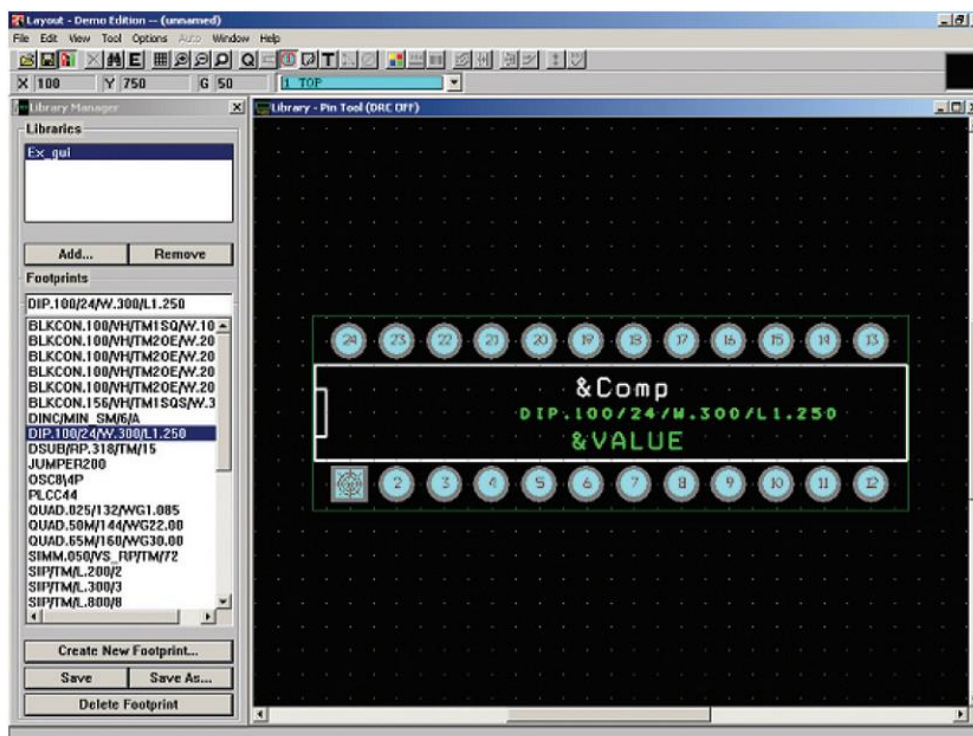 Layout - Demo Edition -- (unnamed)
File Edit View Tool Options Auto Window Help
X 100 Y 750 G 50 1 TOP
Library Manager
Library - Pin Tool (DRC OFF)
Libraries
Ex_gui
Add... Remove
Footprints
DIP.100/24/W.300/L1.250
BLKCON.100/VH/TM1SQ/W.10
BLKCON.100/VH/TM2OE/W.20
BLKCON.100/VH/TM2OE/W.20
BLKCON.100/VH/TM2OE/W.20
BLKCON.100/VH/TM2OE/W.20
BLKCON.156/VH/TM1SQS/W.3
DINC/MIN_SM/6/A
DIP.100/24/W.300/L1.250
DSUB/RP.318/TM/15
JUMPER200
OSC8\4P
PLCC44
QUAD.025/132/WG1.085
QUAD.50M/144/WG22.00
QUAD.65M/160/WG30.00
SIMM.050/VS_RP/TM/72
SIP/TM/L.200/2
SIP/TM/L.300/3
SIP/TM/L.800/8
Create New Footprint...
Save Save As...
Delete Footprint
24 23 22 21 20 19 18 17 16 15 14 13
&Comp
DIP.100/24/W.300/L1.250
&VALUE
2 3 4 5 6 7 8 9 10 11 12